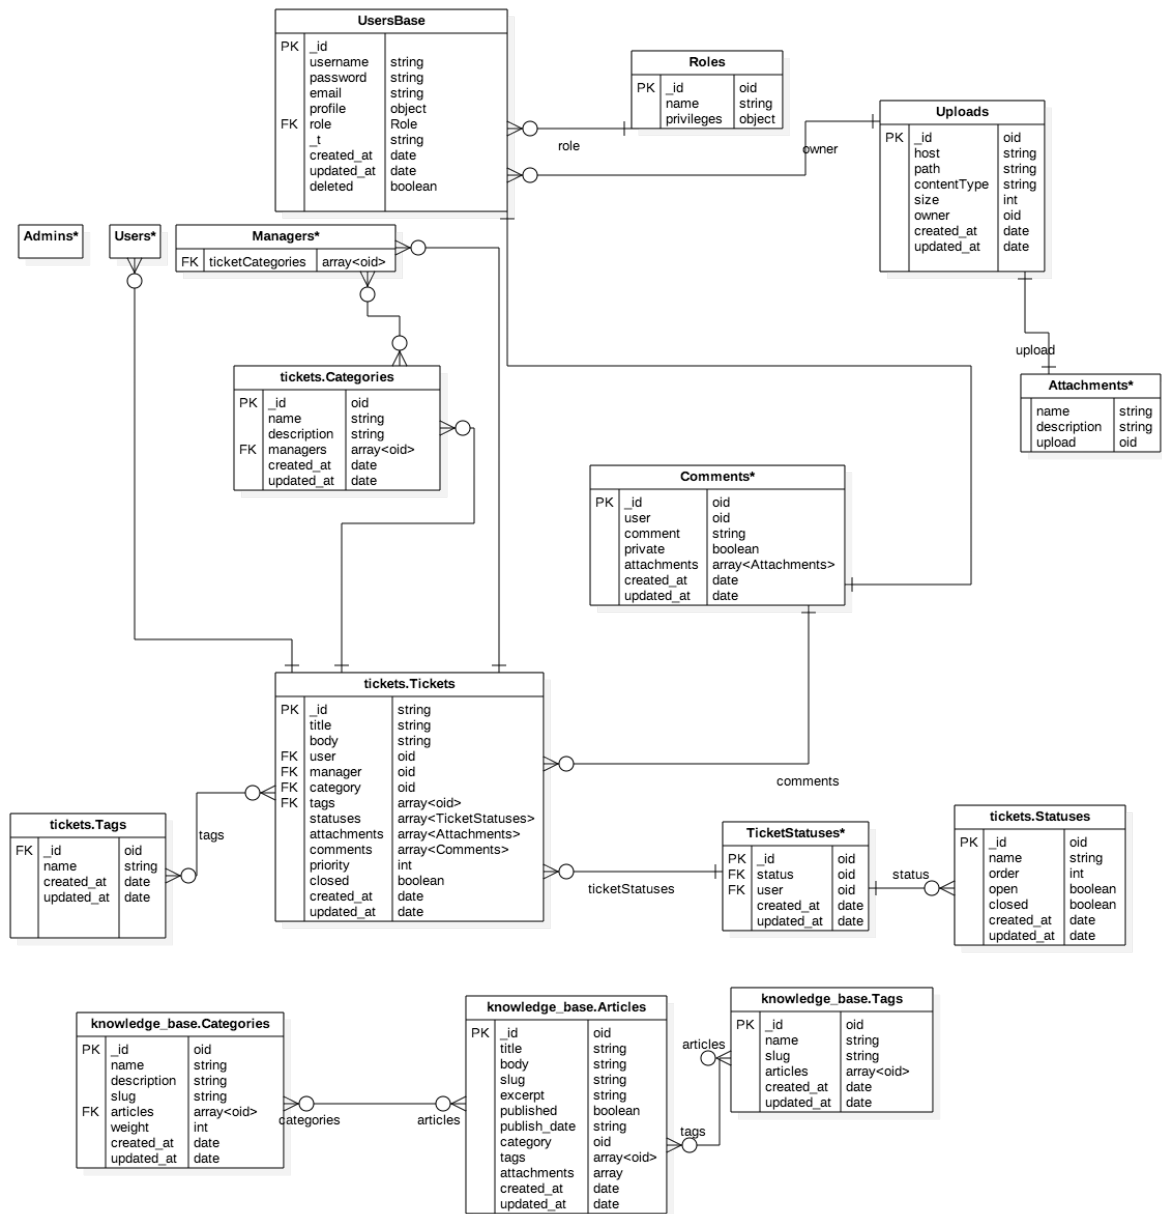 UsersBase
PK _id
username string
password string
email string
profile object
FK role Role
_t string
created_at date
updated_at date
deleted boolean
Roles
PK _id oid
name string
privileges object
role
Uploads
PK _id oid
host string
path string
contentType string
size int
owner oid
created_at date
updated_at date
owner
Admins*
Users*
Managers*
FK ticketCategories array<oid>
upload
Attachments*
name string
description string
upload oid
tickets.Categories
PK _id oid
name string
description string
FK managers array<oid>
created_at date
updated_at date
Comments*
PK _id oid
user oid
comment string
private boolean
attachments array<Attachments>
created_at date
updated_at date
tickets.Tickets
PK _id string
title string
body string
FK user oid
FK manager oid
FK category oid
FK tags array<oid>
statuses array<TicketStatuses>
attachments array<Attachments>
comments array<Comments>
priority int
closed boolean
created_at date
updated_at date
comments
tickets.Tags
FK _id oid
name string
created_at date
updated_at date
tags
ticketStatuses
TicketStatuses*
PK _id oid
FK status oid
FK user oid
created_at date
updated_at date
status
tickets.Statuses
PK _id oid
name string
order int
open boolean
closed boolean
created_at date
updated_at date
knowledge_base.Categories
PK _id oid
name string
description string
slug string
FK articles array<oid>
weight int
created_at date
updated_at date
categories
articles
knowledge_base.Articles
PK _id oid
title string
body string
slug string
excerpt string
published boolean
publish_date string
category oid
tags array<oid>
attachments array
created_at date
updated_at date
articles
tags
knowledge_base.Tags
PK _id oid
name string
slug string
articles array<oid>
created_at date
updated_at date